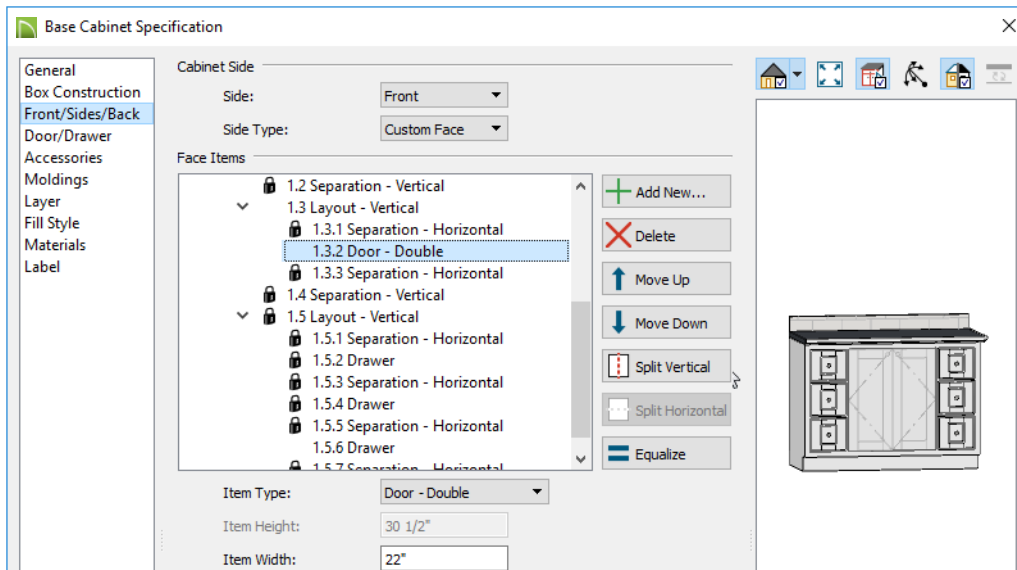 Base Cabinet Specification
General
Box Construction
Front/Sides/Back
Door/Drawer
Accessories
Moldings
Layer
Fill Style
Materials
Label
Cabinet Side
Side: Front
Side Type: Custom Face
Face Items
1.2 Separation - Vertical
1.3 Layout - Vertical
1.3.1 Separation - Horizontal
1.3.2 Door - Double
1.3.3 Separation - Horizontal
1.4 Separation - Vertical
1.5 Layout - Vertical
1.5.1 Separation - Horizontal
1.5.2 Drawer
1.5.3 Separation - Horizontal
1.5.4 Drawer
1.5.5 Separation - Horizontal
1.5.6 Drawer
1.5.7 Separation - Horizontal
Add New...
Delete
Move Up
Move Down
Split Vertical
Split Horizontal
Equalize
Item Type: Door - Double
Item Height: 30 1/2"
Item Width: 22"